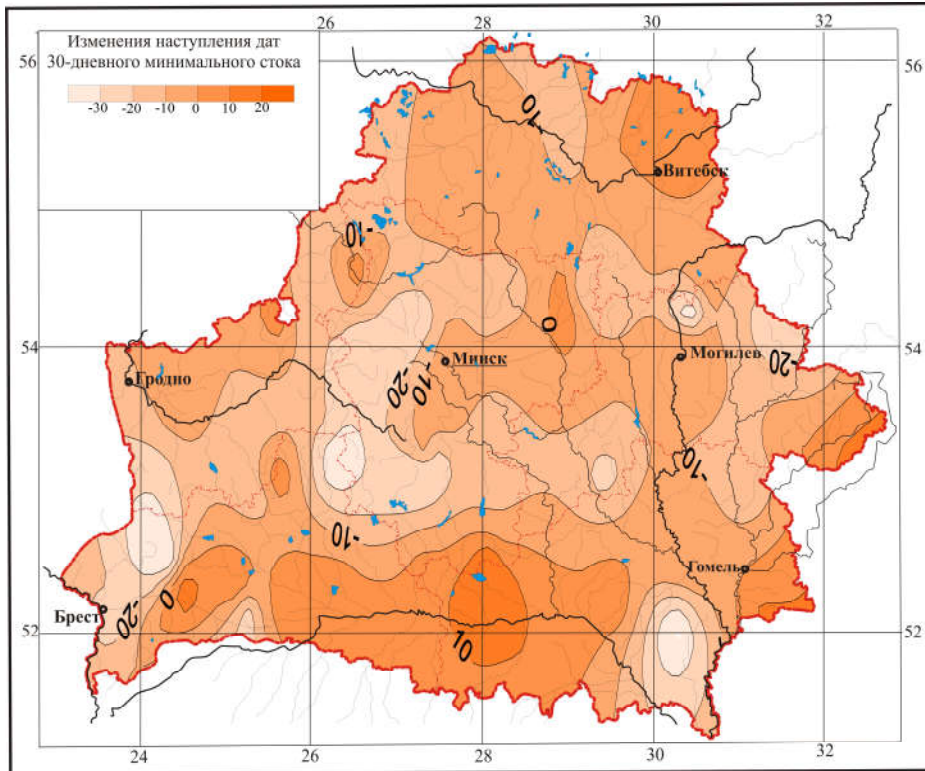 26 28 30 32
Изменения наступления дат
30-дневного минимального стока
-30 -20 -10 0 10 20
56 56
-10
Витебск
-10
0
54 54
Минск
Могилев
-20
Гродно
-20 -10
-10
-10
Гомель
Брест
-20 0
52 10 52
24 26 28 30 32